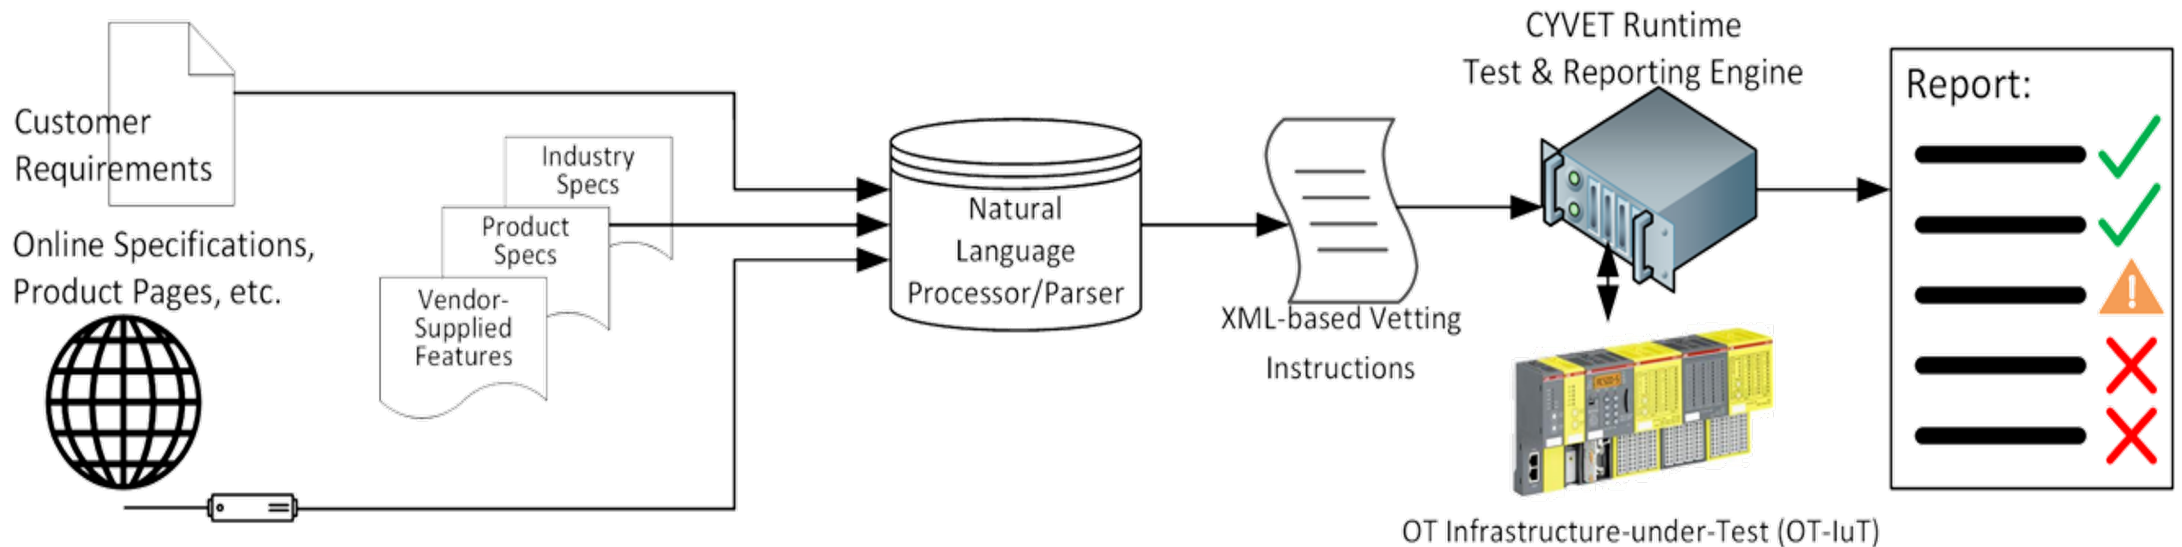 Customer
Requirements
Online Specifications,
Product Pages, etc.
Industry
Specs
Product
Specs
Vendor-
Supplied
Features
Natural
Language
Processor/Parser
XML-based Vetting
Instructions
CYVET Runtime
Test & Reporting Engine
OT Infrastructure-under-Test (OT-IuT)
Report: